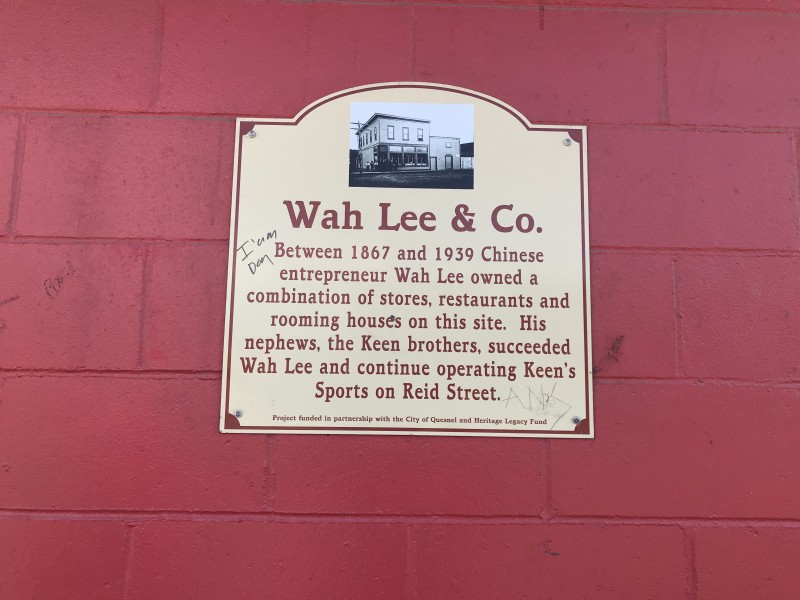 Wah Lee & Co.
I'am
Dan
Between 1867 and 1939 Chinese
entrepreneur Wah Lee owned a
combination of stores, restaurants and
rooming houses on this site. His
nephews, the Keen brothers, succeeded
Wah Lee and continue operating Keen's
Sports on Reid Street.
Project funded in partnership with the City of Quesnel and Heritage Legacy Fund